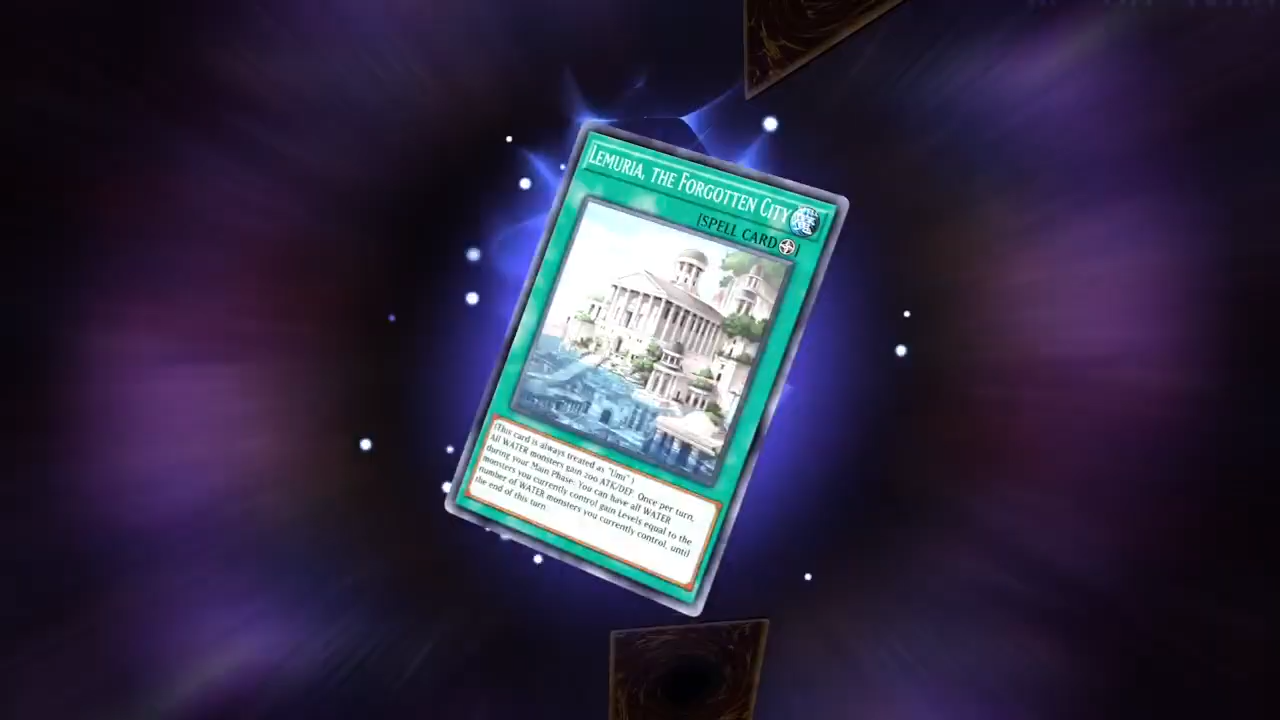 LEMURIA, THE FORGOTTEN CITY
[SPELL CARD]
(This card is always treated as "Umi".)
All WATER monsters gain 200 ATK/DEF. Once per turn,
during your Main Phase: You can have all WATER
monsters you currently control gain Levels equal to the
number of WATER monsters you currently control, until
the end of this turn.